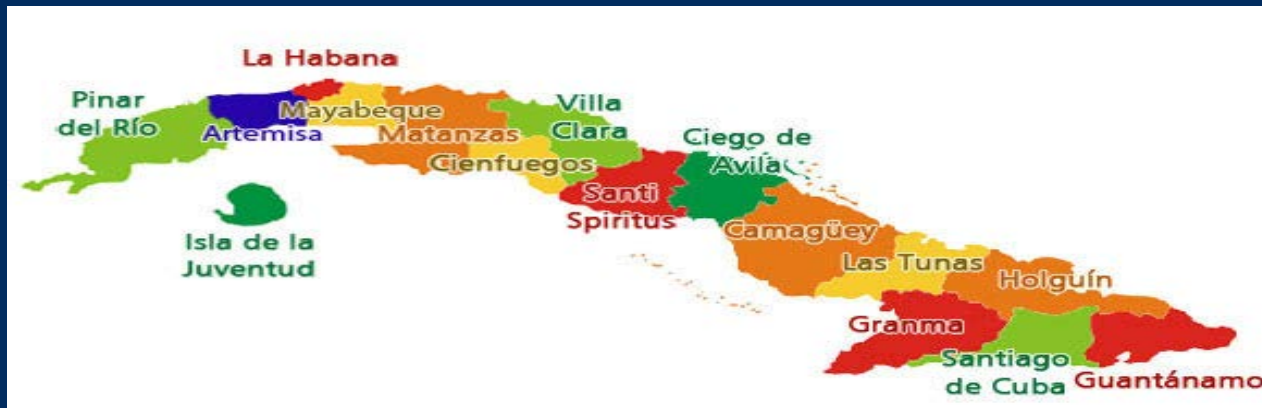 La Habana
Pinar
del Río
Artemisa
Mayabeque
Matanzas
Villa
Clara
Cienfuegos
Santi
Spiritus
Ciego de
Avila
Isla de la
Juventud
Camagüey
Las Tunas
Holguín
Granma
Santiago
de Cuba
Guantánamo